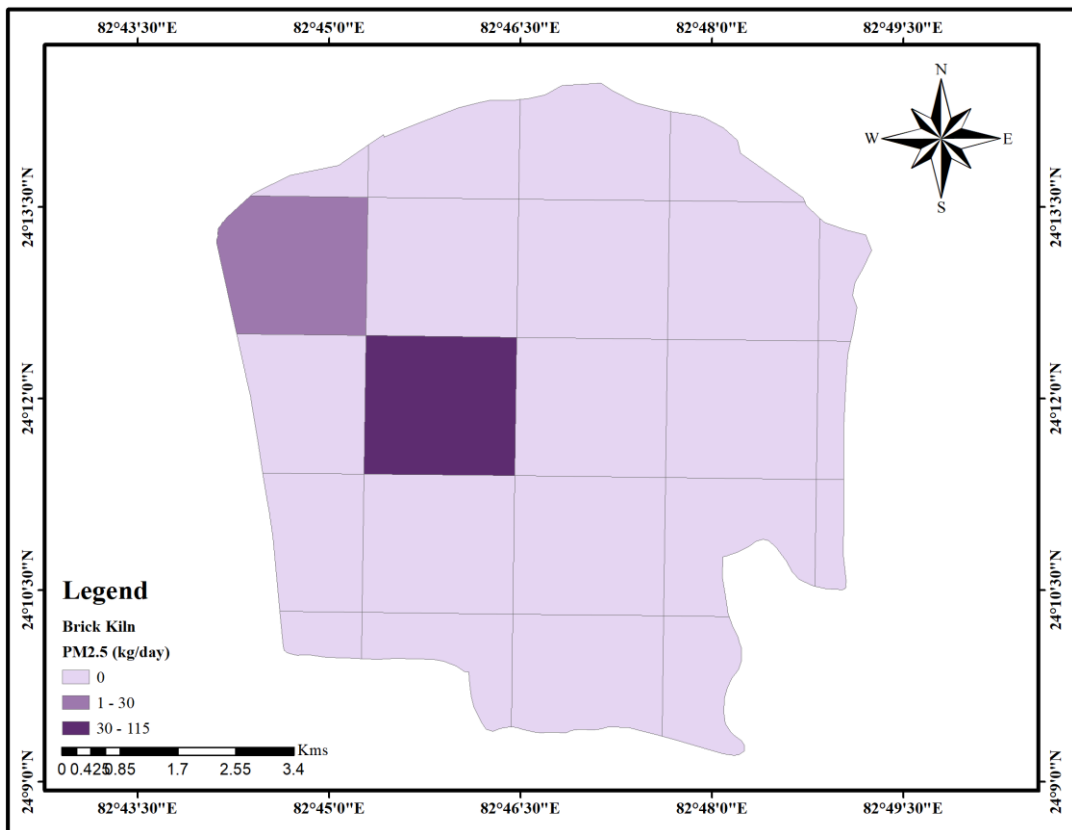 82°43'30"E 82°45'0"E 82°46'30"E 82°48'0"E 82°49'30"E
N
W E
S
24°13'30"N 24°13'30"N
24°12'0"N 24°12'0"N
24°10'30"N 24°10'30"N
24°9'0"N 24°9'0"N
Legend
Brick Kiln
PM2.5 (kg/day)
0
1 - 30
30 - 115
Kms
0 0.425 0.85 1.7 2.55 3.4
82°43'30"E 82°45'0"E 82°46'30"E 82°48'0"E 82°49'30"E